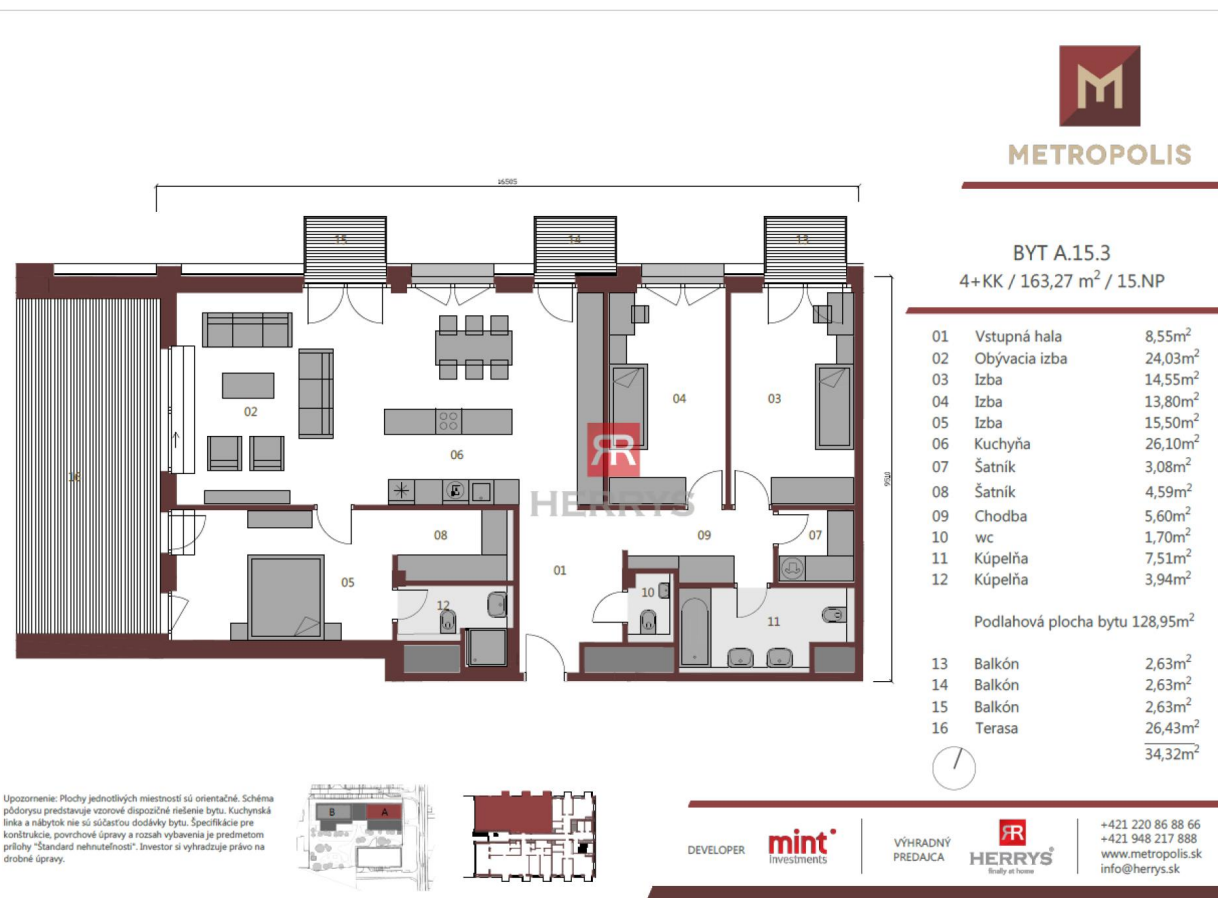 M
METROPOLIS
BYT A.15.3
4+KK / 163,27 m² / 15.NP
01 Vstupná hala 8,55m²
02 Obývacia izba 24,03m²
03 Izba 14,55m²
04 Izba 13,80m²
05 Izba 15,50m²
06 Kuchyňa 26,10m²
07 Šatník 3,08m²
08 Šatník 4,59m²
09 Chodba 5,60m²
10 wc 1,70m²
11 Kúpeľňa 7,51m²
12 Kúpeľňa 3,94m²
Podlahová plocha bytu 128,95m²
13 Balkón 2,63m²
14 Balkón 2,63m²
15 Balkón 2,63m²
16 Terasa 26,43m²
34,32m²
16505
15
14
13
02
04
03
06
16
HERRYS
08
09
07
05
01
12
10
11
Upozornenie: Plochy jednotlivých miestností sú orientačné. Schéma
pôdorysu predstavuje vzorové dispozičné riešenie bytu. Kuchynská
linka a nábytok nie sú súčasťou dodávky bytu. Špecifikácie pre
konštrukcie, povrchové úpravy a rozsah vybavenia je predmetom
prílohy "Štandard nehnuteľnosti". Investor si vyhradzuje právo na
drobné úpravy.
B
A
DEVELOPER
mint
investments
VÝHRADNÝ
PREDAJCA
HERRYS
finally at home
+421 220 86 88 66
+421 948 217 888
www.metropolis.sk
info@herrys.sk